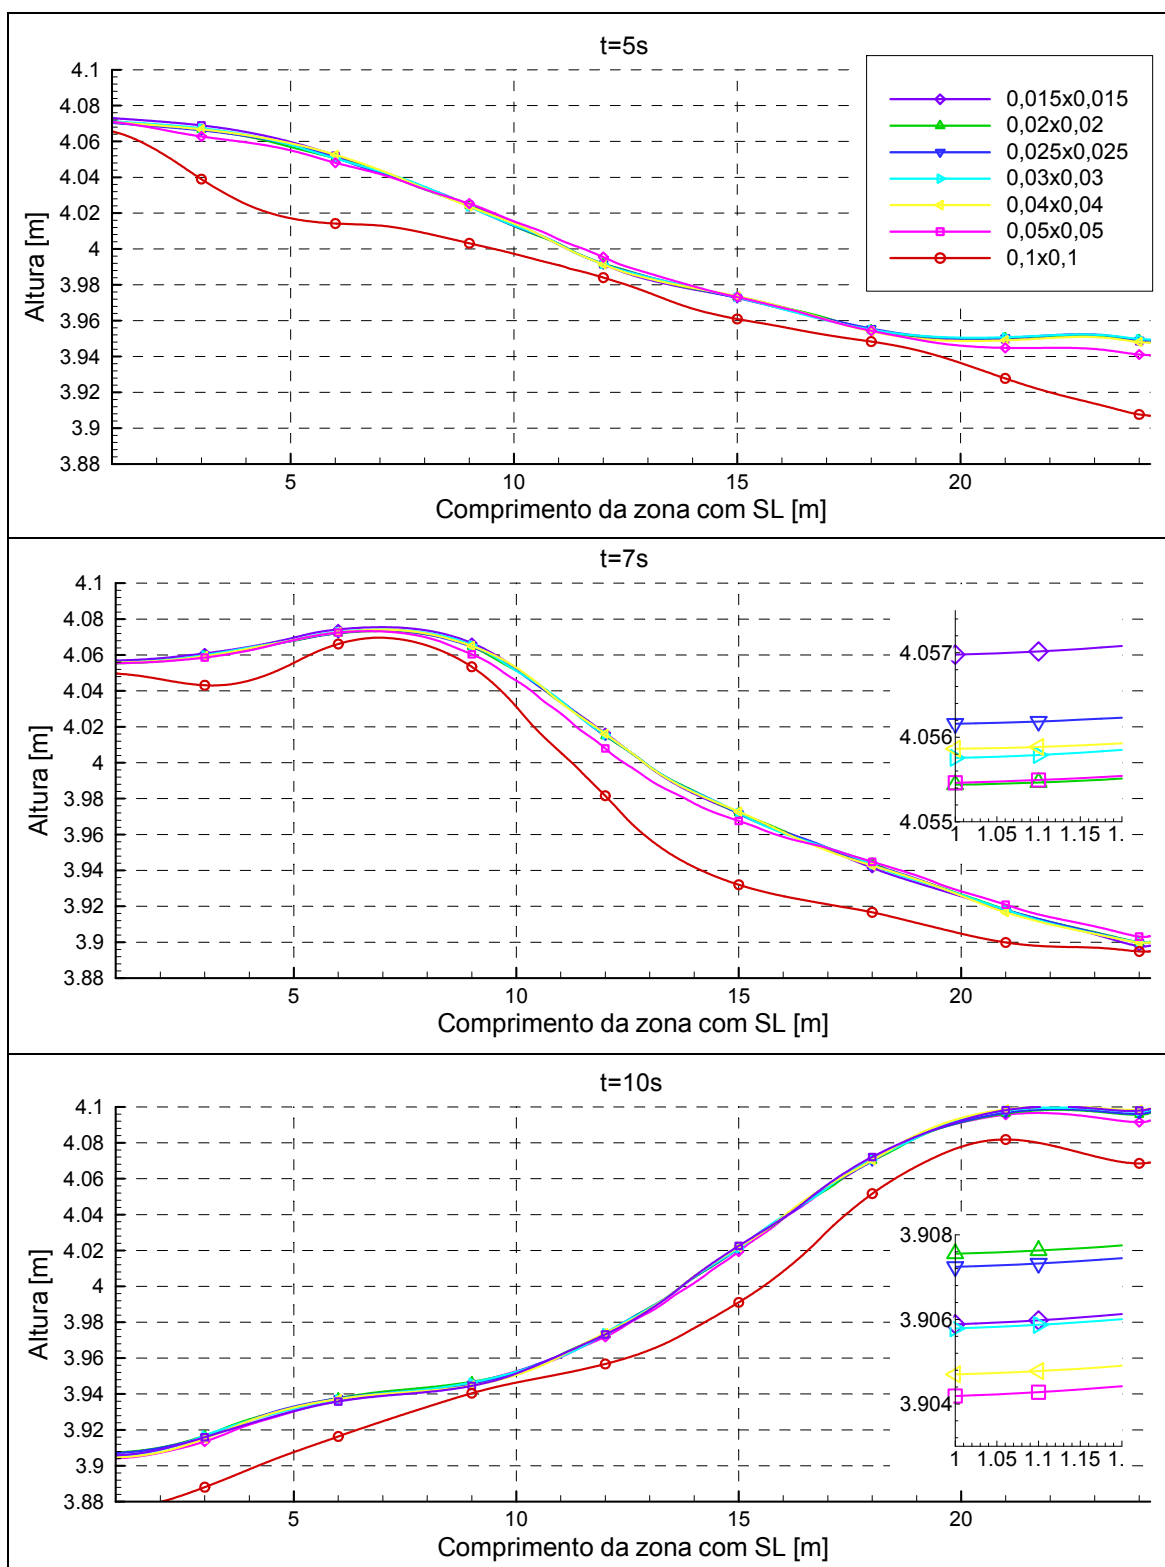 t=5s
4.1
4.08
4.06
4.04
4.02
4
3.98
3.96
3.94
3.92
3.9
3.88
Altura [m]
0,015x0,015
0,02x0,02
0,025x0,025
0,03x0,03
0,04x0,04
0,05x0,05
0,1x0,1
5 10 15 20
Comprimento da zona com SL [m]
t=7s
4.1
4.08
4.06
4.04
4.02
4
3.98
3.96
3.94
3.92
3.9
3.88
Altura [m]
4.057
4.056
4.055
1 1.05 1.1 1.15 1.
5 10 15 20
Comprimento da zona com SL [m]
t=10s
4.1
4.08
4.06
4.04
4.02
4
3.98
3.96
3.94
3.92
3.9
3.88
Altura [m]
3.908
3.906
3.904
1 1.05 1.1 1.15 1.
5 10 15 20
Comprimento da zona com SL [m]